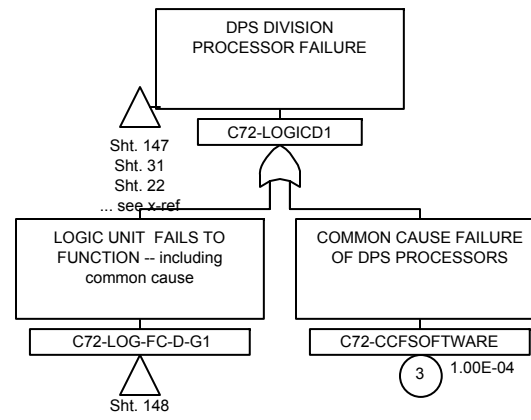 DPS DIVISION
PROCESSOR FAILURE
C72-LOGICD1
Sht. 147
Sht. 31
Sht. 22
... see x-ref
LOGIC UNIT FAILS TO
FUNCTION -- including
common cause
C72-LOG-FC-D-G1
Sht. 148
COMMON CAUSE FAILURE
OF DPS PROCESSORS
C72-CCFSOFTWARE
3
1.00E-04